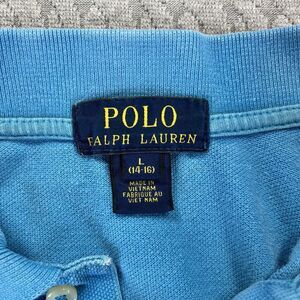 POLO
RALPH LAUREN
L
(14-16)
MADE IN
VIETNAM
FABRIQUE AU
VIET NAM